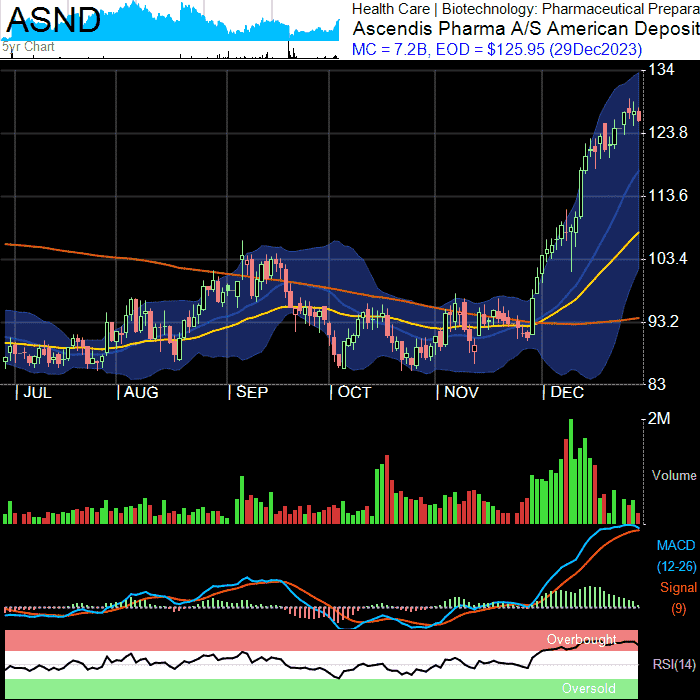 ASND
5yr Chart
Health Care | Biotechnology: Pharmaceutical Prepara
Ascendis Pharma A/S American Deposit
MC = 7.2B, EOD = $125.95 (29Dec2023)
134
123.8
113.6
103.4
93.2
83
| JUL | AUG | SEP | OCT | NOV | DEC
2M
Volume
MACD
(12-26)
Signal
(9)
Overbought
RSI(14)
Oversold